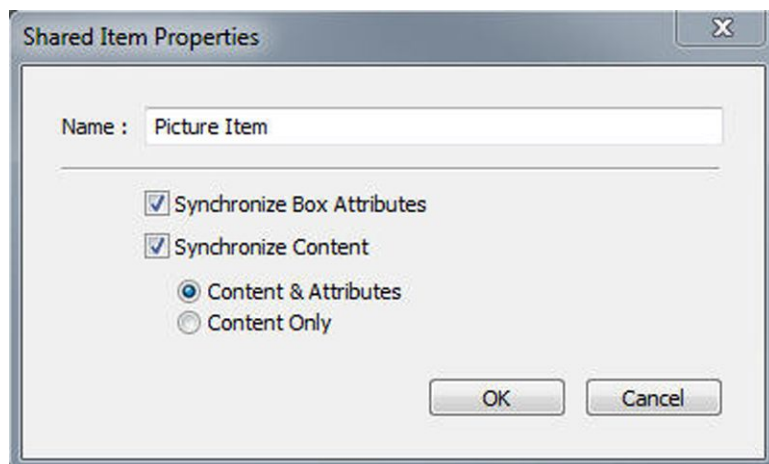 Shared Item Properties
Name : Picture Item
Synchronize Box Attributes
Synchronize Content
Content & Attributes
Content Only
OK Cancel